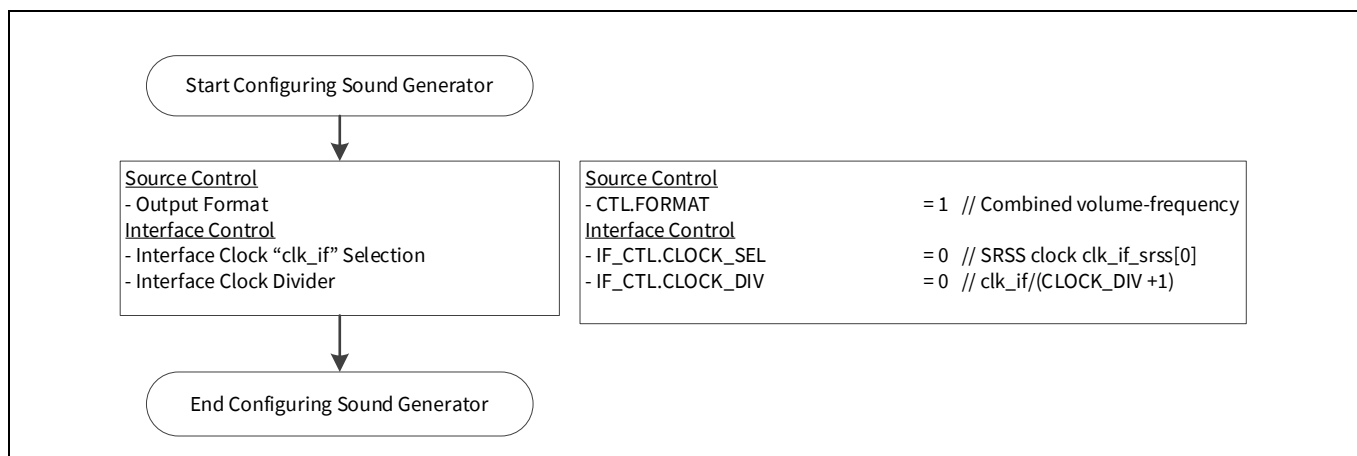 Start Configuring Sound Generator
Source Control
- Output Format
Interface Control
- Interface Clock “clk_if” Selection
- Interface Clock Divider
Source Control
- CTL.FORMAT = 1 // Combined volume-frequency
Interface Control
- IF_CTL.CLOCK_SEL = 0 // SRSS clock clk_if_srss[0]
- IF_CTL.CLOCK_DIV = 0 // clk_if/(CLOCK_DIV +1)
End Configuring Sound Generator